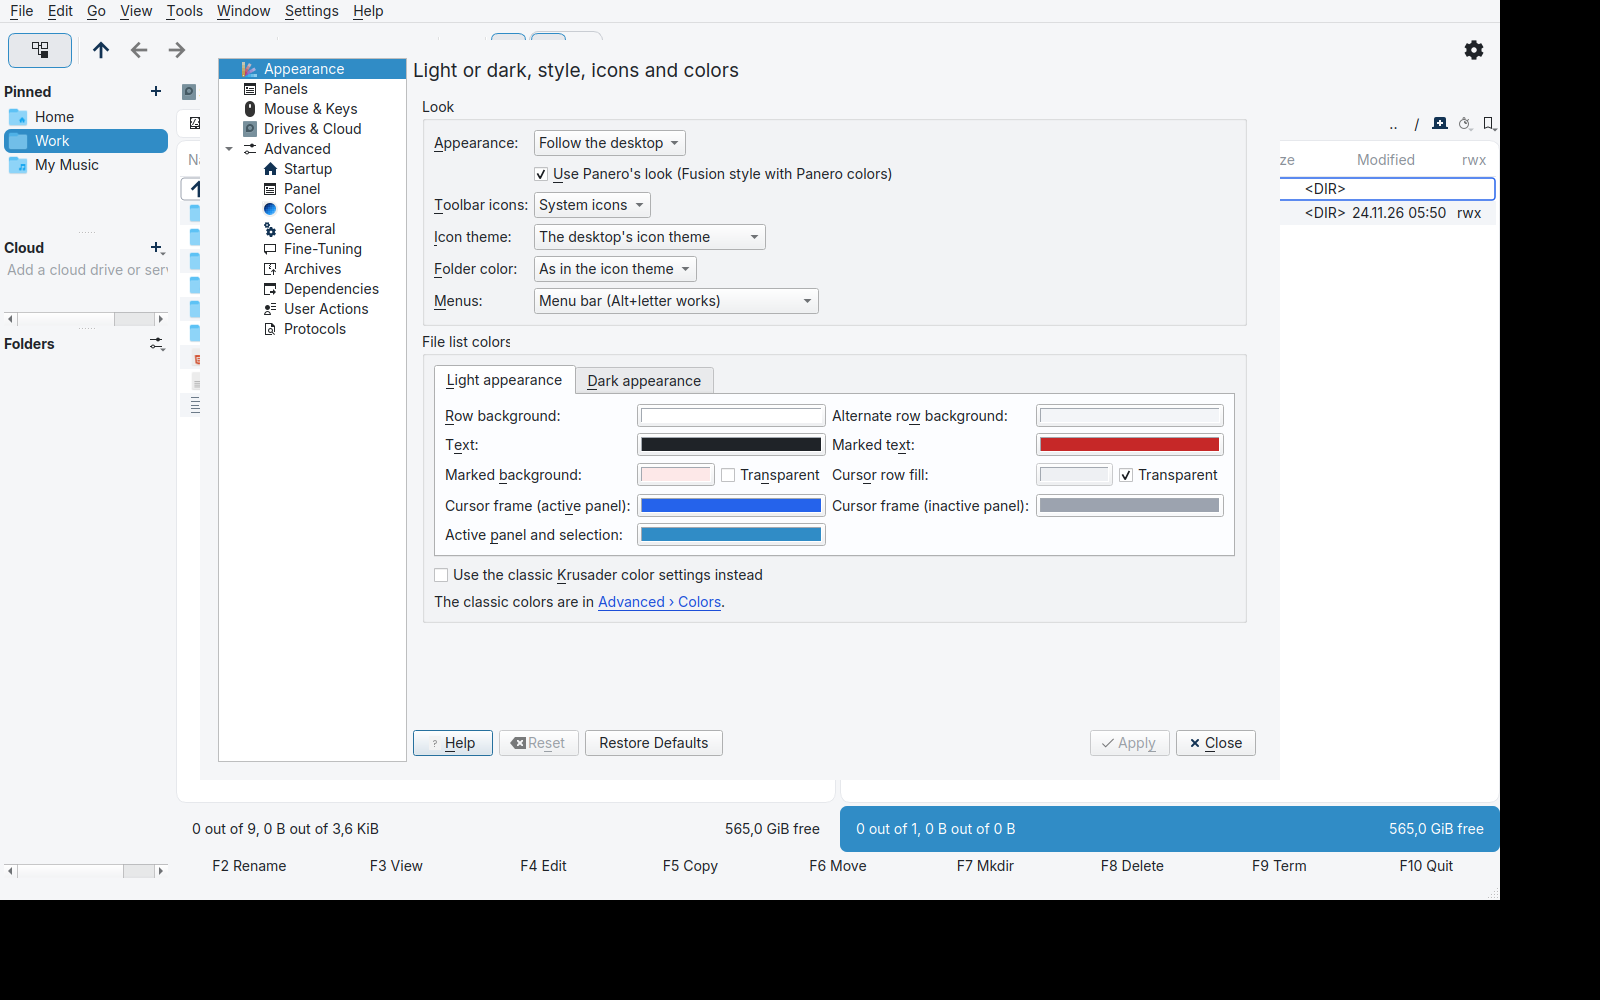 File Edit Go View Tools Window Settings Help
Pinned
Home
Work
My Music
Cloud
Add a cloud drive or serv
Folders
Appearance
Panels
Mouse & Keys
Drives & Cloud
Advanced
Startup
Panel
Colors
General
Fine-Tuning
Archives
Dependencies
User Actions
Protocols
Light or dark, style, icons and colors
Look
Appearance: Follow the desktop
Use Panero's look (Fusion style with Panero colors)
Toolbar icons: System icons
Icon theme: The desktop's icon theme
Folder color: As in the icon theme
Menus: Menu bar (Alt+letter works)
File list colors
Light appearance Dark appearance
Row background: Alternate row background:
Text: Marked text:
Marked background: Transparent Cursor row fill: Transparent
Cursor frame (active panel): Cursor frame (inactive panel):
Active panel and selection:
Use the classic Krusader color settings instead
The classic colors are in Advanced › Colors.
Help Reset Restore Defaults Apply Close
.. /
ze Modified rwx
<DIR>
<DIR> 24.11.26 05:50 rwx
0 out of 9, 0 B out of 3,6 KiB 565,0 GiB free
0 out of 1, 0 B out of 0 B 565,0 GiB free
F2 Rename F3 View F4 Edit F5 Copy F6 Move F7 Mkdir F8 Delete F9 Term F10 Quit